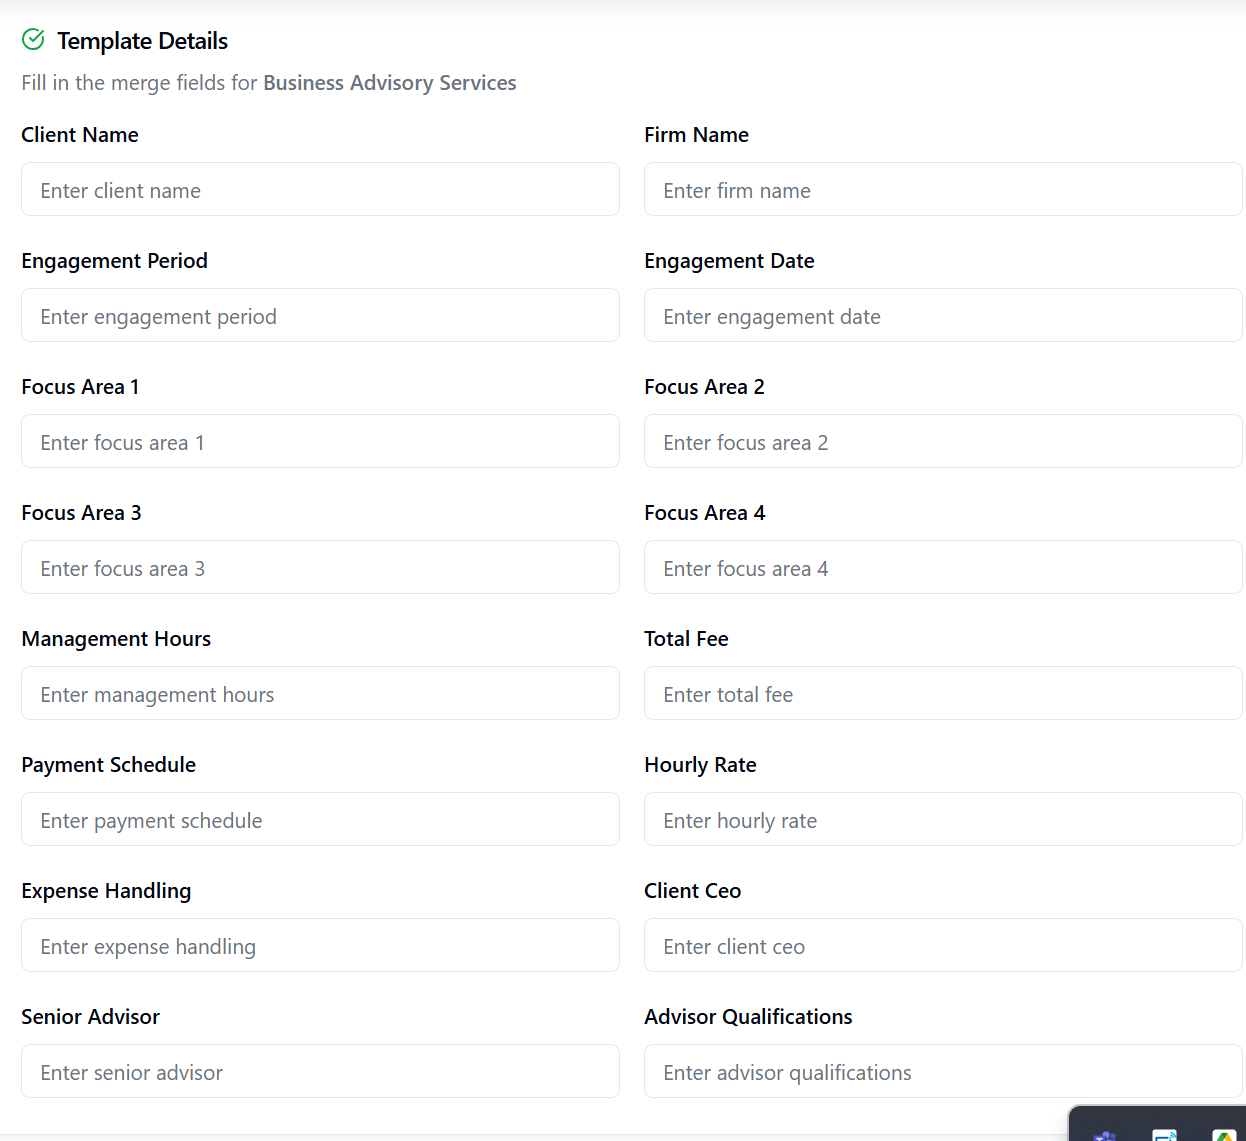 Template Details
Fill in the merge fields for Business Advisory Services
Client Name
Enter client name
Firm Name
Enter firm name
Engagement Period
Enter engagement period
Engagement Date
Enter engagement date
Focus Area 1
Enter focus area 1
Focus Area 2
Enter focus area 2
Focus Area 3
Enter focus area 3
Focus Area 4
Enter focus area 4
Management Hours
Enter management hours
Total Fee
Enter total fee
Payment Schedule
Enter payment schedule
Hourly Rate
Enter hourly rate
Expense Handling
Enter expense handling
Client Ceo
Enter client ceo
Senior Advisor
Enter senior advisor
Advisor Qualifications
Enter advisor qualifications